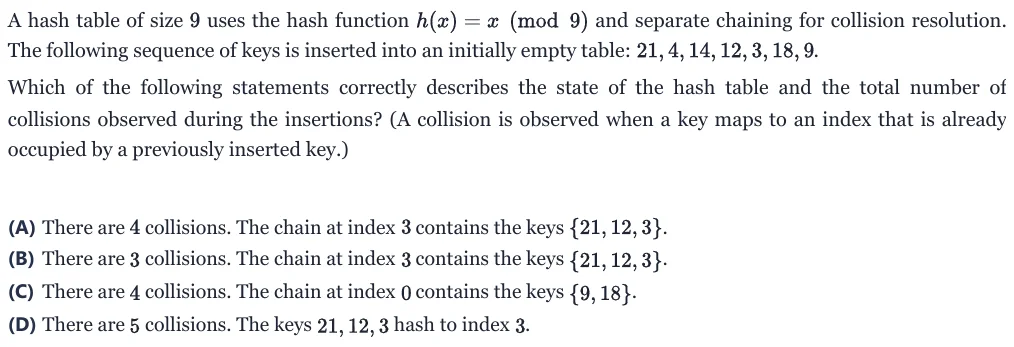 A hash table of size 9 uses the hash function h(x) = x (mod 9) and separate chaining for collision resolution.
The following sequence of keys is inserted into an initially empty table: 21, 4, 14, 12, 3, 18, 9.
Which of the following statements correctly describes the state of the hash table and the total number of
collisions observed during the insertions? (A collision is observed when a key maps to an index that is already
occupied by a previously inserted key.)
(A) There are 4 collisions. The chain at index 3 contains the keys {21, 12, 3}.
(B) There are 3 collisions. The chain at index 3 contains the keys {21, 12, 3}.
(C) There are 4 collisions. The chain at index 0 contains the keys {9, 18}.
(D) There are 5 collisions. The keys 21, 12, 3 hash to index 3.